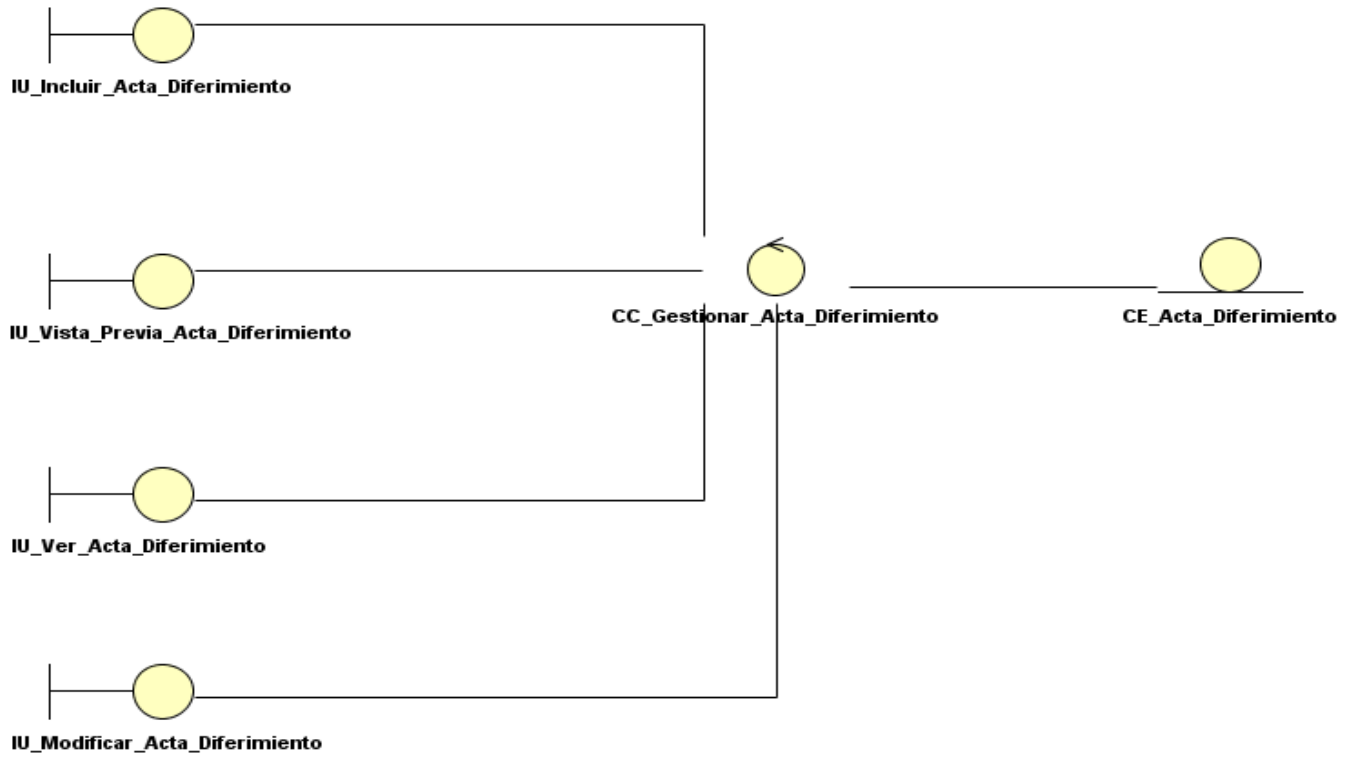 IU_Incluir_Acta_Diferimiento
IU_Vista_Previa_Acta_Diferimiento
CC_Gestionar_Acta_Diferimiento
CE_Acta_Diferimiento
IU_Ver_Acta_Diferimiento
IU_Modificar_Acta_Diferimiento